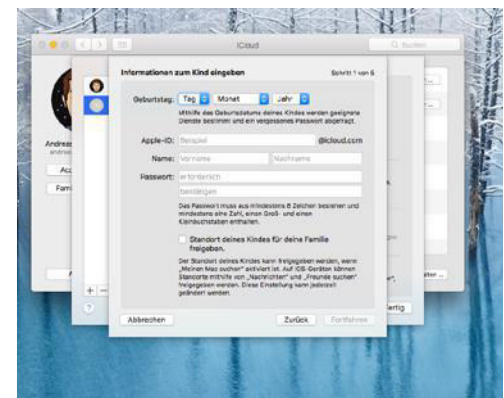 iCloud
Suchen
Informationen zum Kind eingeben
Schritt 1 von 5
Geburtstag: Tag Monat Jahr
Mithilfe des Geburtsdatums deines Kindes werden geeignete
Dienste bestimmt und ein vergessenes Passwort abgefragt.
Apple-ID: Beispiel @icloud.com
Name: Vorname Nachname
Passwort: erforderlich
bestätigen
Das Passwort muss aus mindestens 8 Zeichen bestehen und
mindestens eine Zahl, einen Groß- und einen
Kleinbuchstaben enthalten.
Standort deines Kindes für deine Familie
freigeben.
Der Standort deines Kindes kann freigegeben werden, wenn
„Meinen Mac suchen“ aktiviert ist. Auf iOS-Geräten können
Standorte mithilfe von „Nachrichten“ und „Freunde suchen“
freigegeben werden. Diese Einstellung kann jederzeit
geändert werden.
Abbrechen
Zurück
Fortfahren
Andreas
Fami